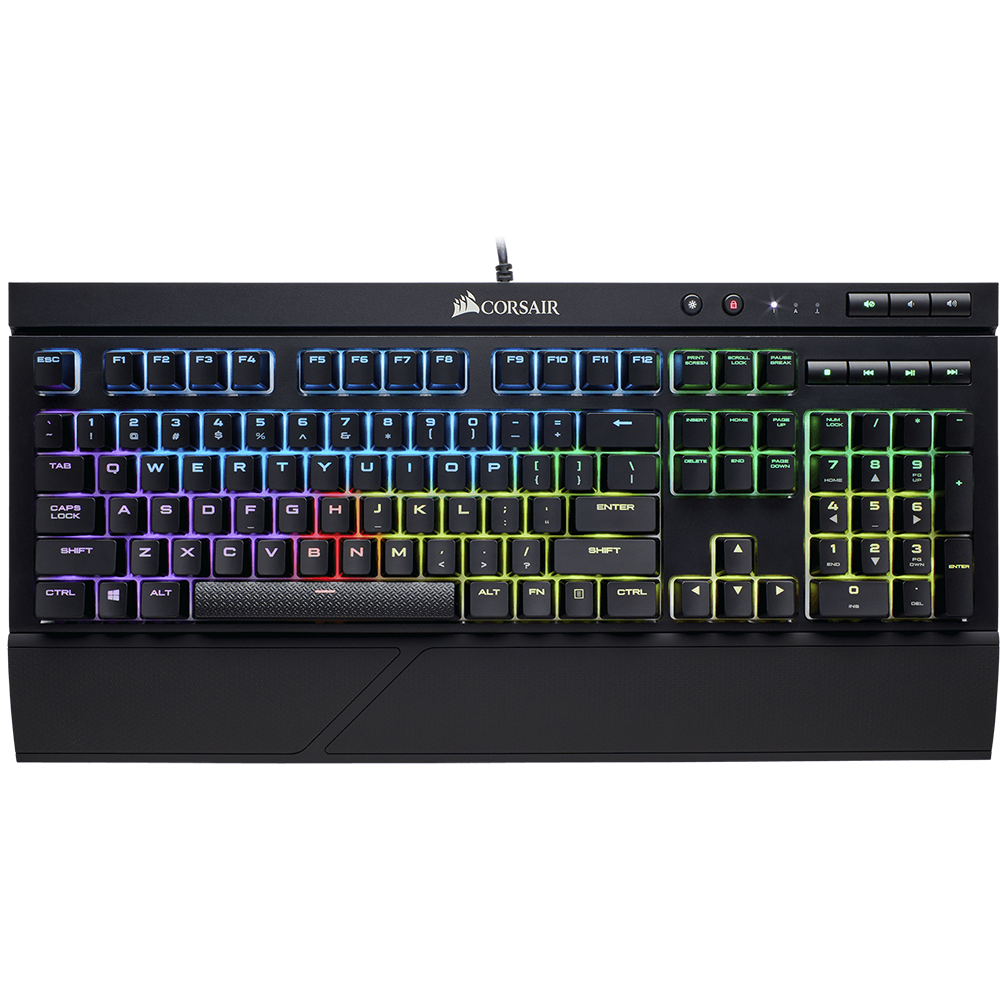 CORSAIR
ESC F1 F2 F3 F4 F5 F6 F7 F8 F9 F10 F11 F12 PRINT SCREEN SCROLL LOCK PAUSE BREAK
` ~ 1 ! 2 @ 3 # 4 $ 5 % 6 ^ 7 & 8 * 9 ( 0 ) - _ = + ← INSERT HOME PAGE UP NUM LOCK / * -
TAB Q W E R T Y U I O P [ { ] } \ | DELETE END PAGE DOWN 7 HOME 8 ▲ 9 PG UP +
CAPS LOCK A S D F G H J K L ; : ' " ENTER 4 ◀ 5 6 ▶
SHIFT Z X C V B N M , < . > / ? SHIFT ▲ 1 END 2 ▼ 3 PG DWN ENTER
CTRL ALT ALT FN CTRL ◀ ▼ ▶ 0 INS . DEL